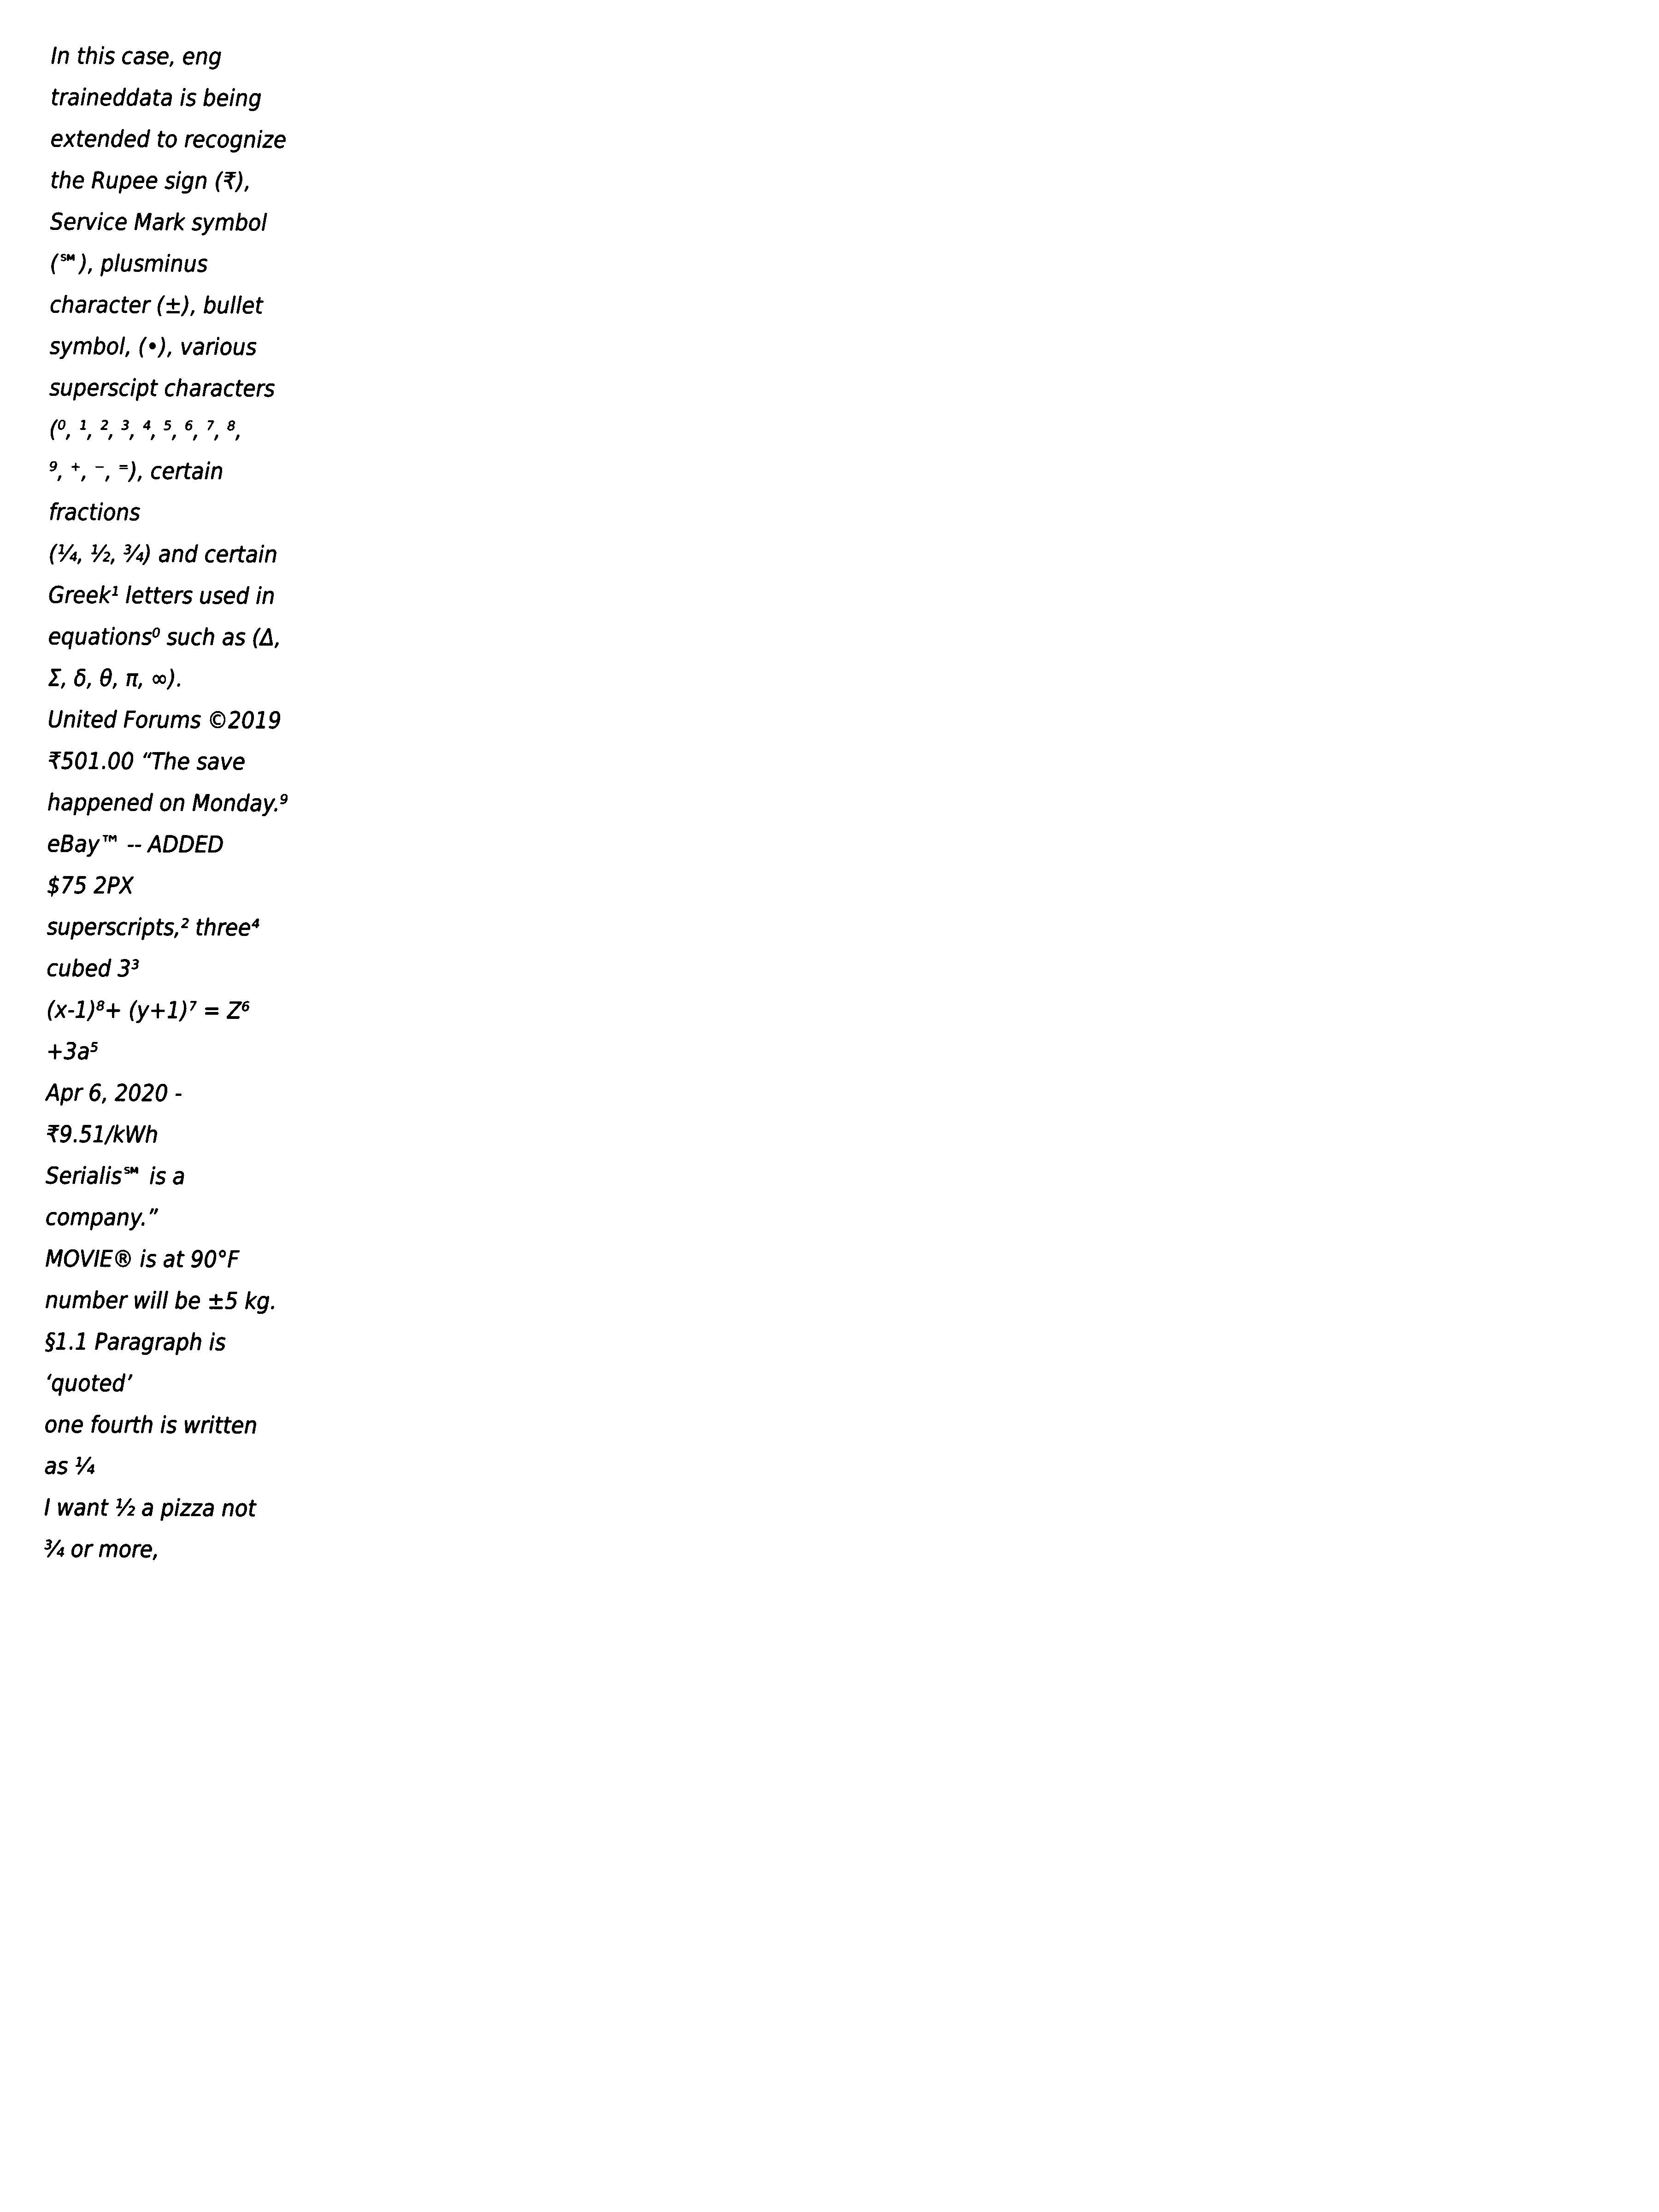 In this case, eng
traineddata is being
extended to recognize
the Rupee sign (₹),
Service Mark symbol
(℠), plusminus
character (±), bullet
symbol, (•), various
superscipt characters
(⁰, ¹, ², ³, ⁴, ⁵, ⁶, ⁷, ⁸,
⁹, ⁺, ⁻, ⁼), certain
fractions
(¼, ½, ¾) and certain
Greek¹ letters used in
equations⁰ such as (Δ,
Σ, δ, θ, π, ∞).
United Forums ©2019
₹501.00 “The save
happened on Monday.⁹
eBay™ -- ADDED
$75 2PX
superscripts,² three⁴
cubed 3³
(x-1)⁸+ (y+1)⁷ = Z⁶
+3a⁵
Apr 6, 2020 -
₹9.51/kWh
Serialis℠ is a
company.”
MOVIE® is at 90°F
number will be ±5 kg.
§1.1 Paragraph is
‘quoted’
one fourth is written
as ¼
I want ½ a pizza not
¾ or more,